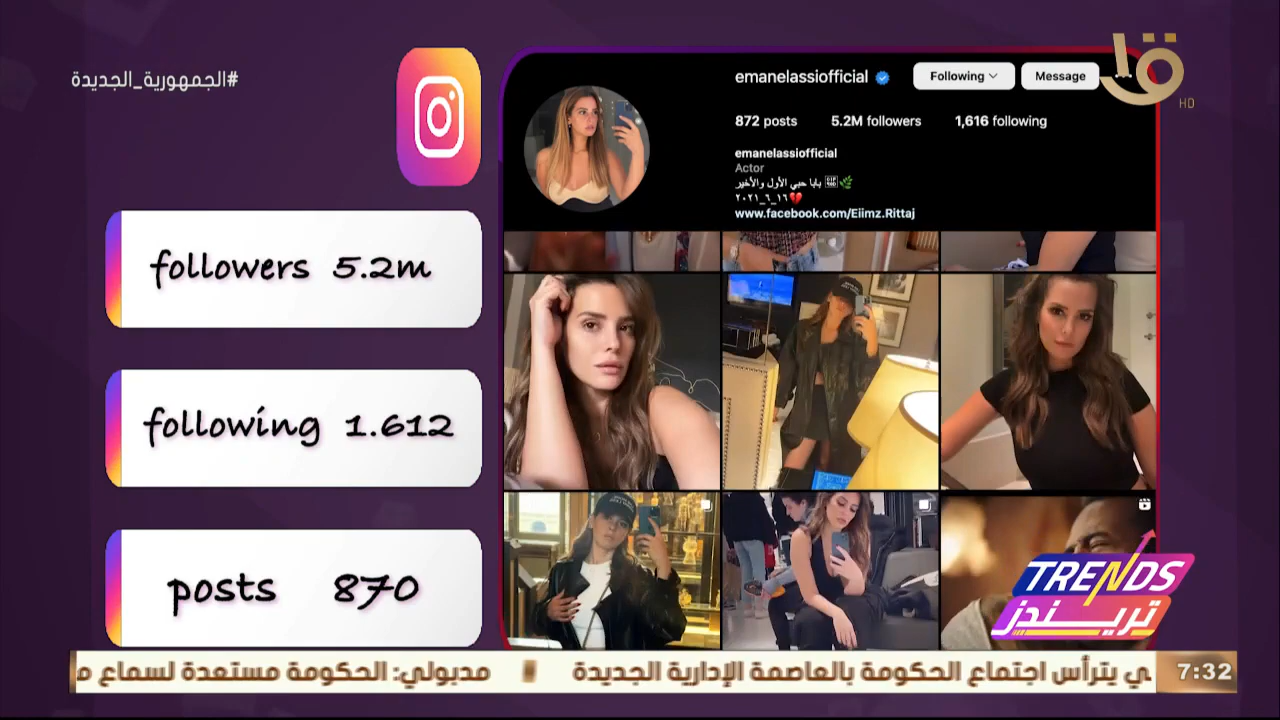 #الجمهورية_الجديدة
HD
emanelassiofficial
Following
Message
872 posts 5.2M followers 1,616 following
emanelassiofficial
Actor
بابا حبي الأول والأخير
١٦_٦_٢٠٢١
www.facebook.com/Eiimz.Rittaj
followers 5.2m
following 1.612
posts 870
TRENDS
تريندز
ي يترأس اجتماع الحكومة بالعاصمة الإدارية الجديدة مدبولي: الحكومة مستعدة لسماع م
7:32